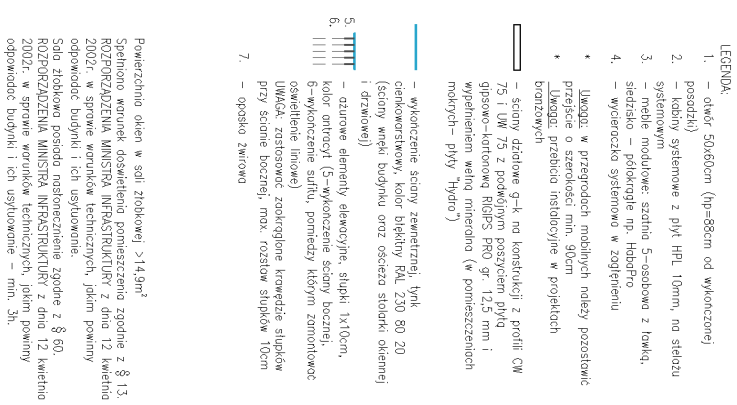 LEGENDA:
1. – otwór 50x60cm (hp=88cm od wykończonej
posadzki)
2. – kabiny systemowe z płyt HPL 10mm, na stelażu
systemowym
3. – meble modułowe: szatnia 5–osobowa z ławką,
siedzisko – półokrągłe np. HabaPro
4. – wycieraczka systemowa w zagłębieniu
* Uwaga: w przegrodach mobilnych należy pozostawić
przejście o szerokości min. 90cm
* Uwaga: przebicia instalacyjne w projektach
branżowych
– ściany działowe g–k na konstrukcji z profili CW
75 i UW 75 z podwójnym poszyciem płytą
gipsowo–kartonową RIGIPS PRO gr. 12,5 mm i
wypełnieniem wełną mineralną (w pomieszczeniach
mokrych– płyty "Hydro")
– wykończenie ściany zewnętrznej, tynk
cienkowarstwowy, kolor błękitny RAL 230 80 20
(ściany wnęki budynku oraz ościeża stolarki okiennej
i drzwiowej)
5. – ażurowe elementy elewacyjne, słupki 1x10cm,
6. kolor antracyt (5–wykończenie ściany bocznej,
6–wykończenie sufitu, pomiędzy którym zamontować
oświetlenie liniowe)
UWAGA: zastosować zaokrąglone krawędzie słupków
przy ścianie bocznej, max. rozstaw słupków 10cm
7. – opaska żwirowa
Powierzchnia okien w sali żłobkowej >14,9m²
Spełniono warunek doświetlenia pomieszczenia zgodnie z § 13.
ROZPORZĄDZENIA MINISTRA INFRASTRUKTURY z dnia 12 kwietnia
2002r. w sprawie warunków technicznych, jakim powinny
odpowiadać budynki i ich usytuowanie.
Sala żłobkowa posiada nasłonecznienie zgodne z § 60.
ROZPORZĄDZENIA MINISTRA INFRASTRUKTURY z dnia 12 kwietnia
2002r. w sprawie warunków technicznych, jakim powinny
odpowiadać budynki i ich usytuowanie – min. 3h.